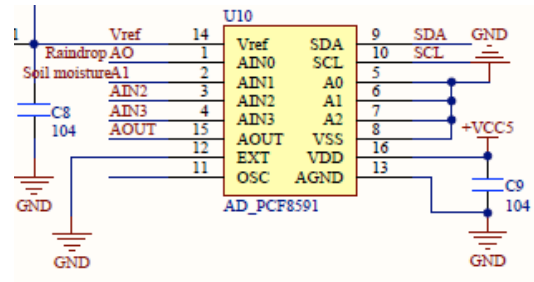 U10
1
Vref 14 Vref SDA 9 SDA GND
Raindrop AO 1 AIN0 SCL 10 SCL
Soil moistureA1 2 AIN1 A0 5
AIN2 3 AIN2 A1 6
AIN3 4 AIN3 A2 7
AOUT 15 AOUT VSS 8 +VCC5
12 EXT VDD 16
11 OSC AGND 13
C8
104
C9
104
AD_PCF8591
GND
GND
GND